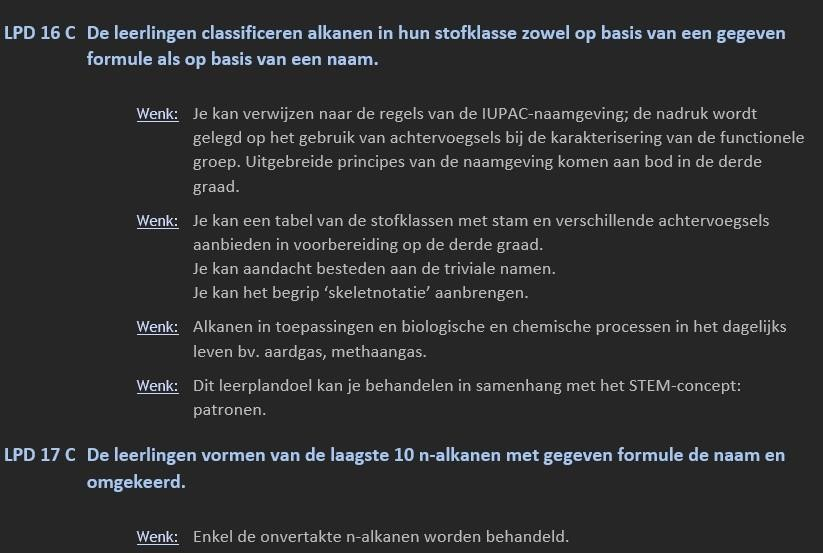 LPD 16 C De leerlingen classificeren alkanen in hun stofklasse zowel op basis van een gegeven
formule als op basis van een naam.
Wenk: Je kan verwijzen naar de regels van de IUPAC-naamgeving; de nadruk wordt
gelegd op het gebruik van achtervoegsels bij de karakterisering van de functionele
groep. Uitgebreide principes van de naamgeving komen aan bod in de derde
graad.
Wenk: Je kan een tabel van de stofklassen met stam en verschillende achtervoegsels
aanbieden in voorbereiding op de derde graad.
Je kan aandacht besteden aan de triviale namen.
Je kan het begrip ‘skeletnotatie’ aanbrengen.
Wenk: Alkanen in toepassingen en biologische en chemische processen in het dagelijks
leven bv. aardgas, methaangas.
Wenk: Dit leerplandoel kan je behandelen in samenhang met het STEM-concept:
patronen.
LPD 17 C De leerlingen vormen van de laagste 10 n-alkanen met gegeven formule de naam en
omgekeerd.
Wenk: Enkel de onvertakte n-alkanen worden behandeld.